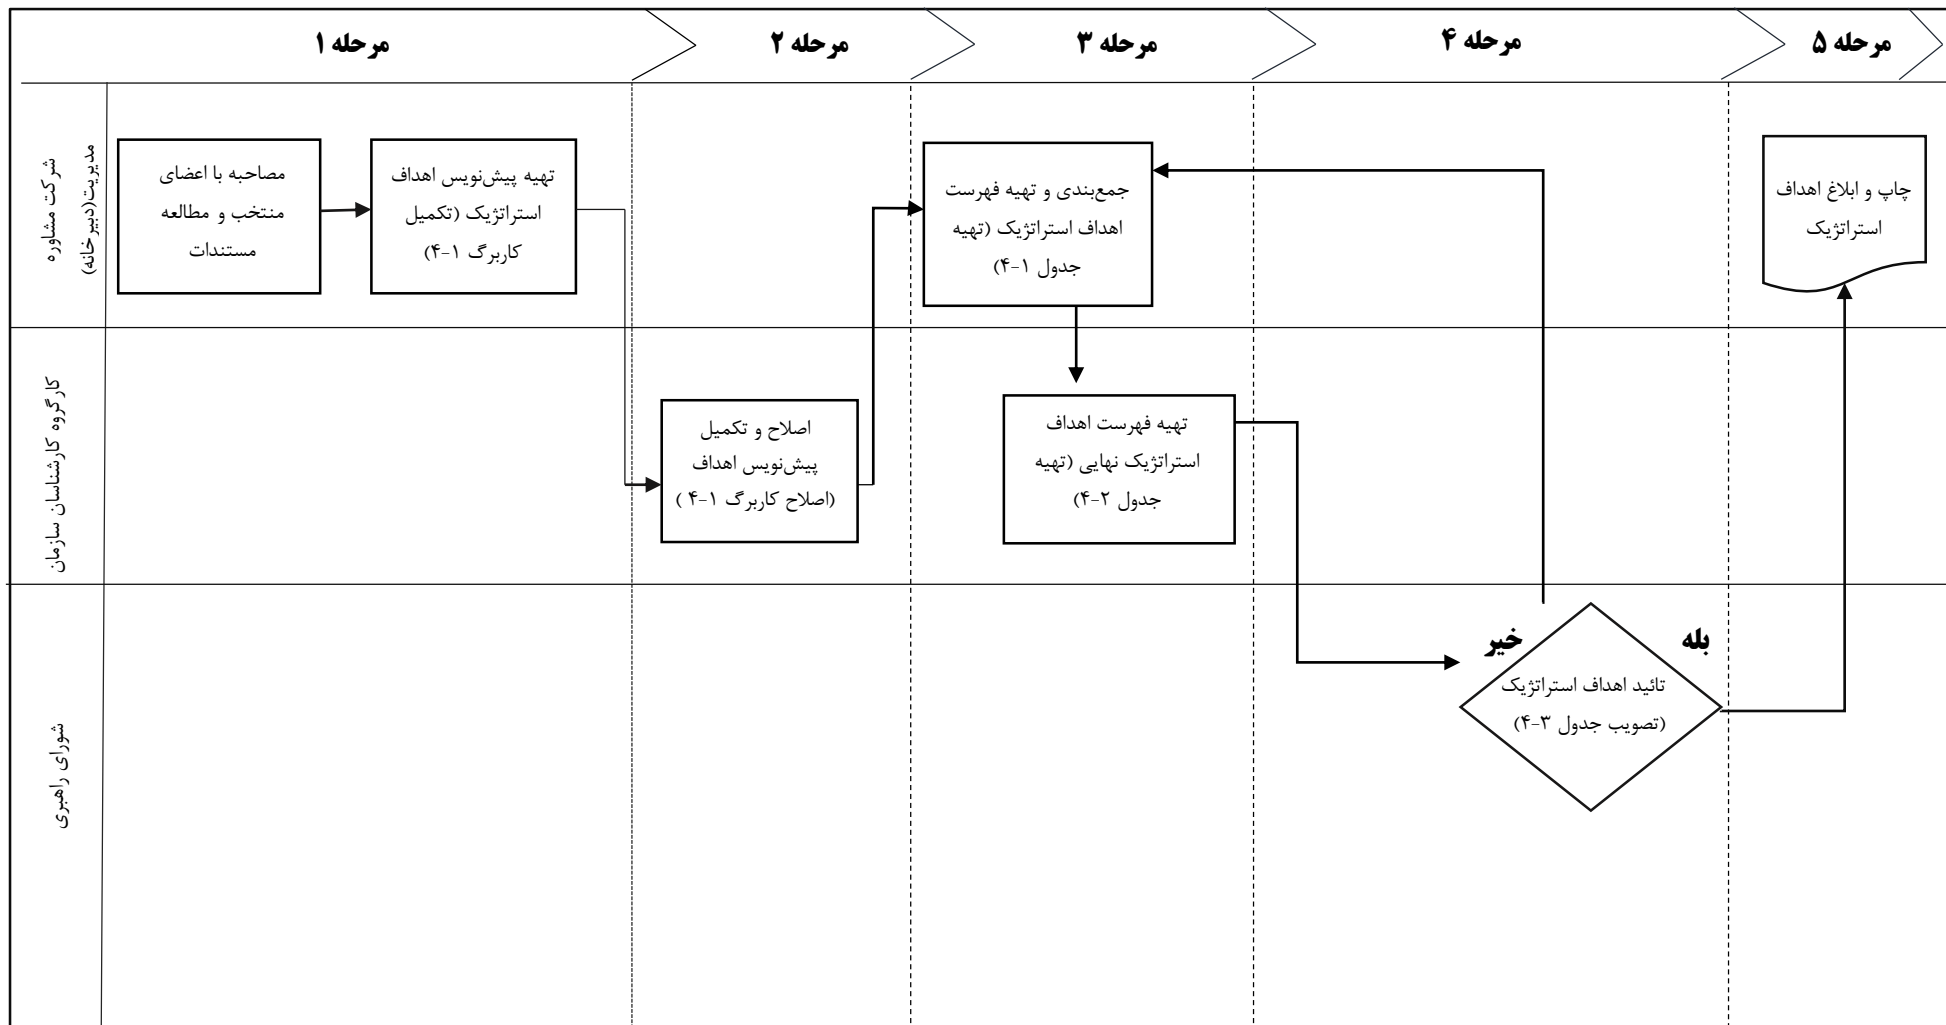 مرحله ۱
مرحله ۲
مرحله ۳
مرحله ۴
مرحله ۵
شرکت مشاوره
مدیریت(دبیرخانه)
مصاحبه با اعضای
منتخب و مطالعه
مستندات
تهیه پیش‌نویس اهداف
استراتژیک (تکمیل
کاربرگ ۱-۴)
جمع‌بندی و تهیه فهرست
اهداف استراتژیک (تهیه
جدول ۱-۴)
چاپ و ابلاغ اهداف
استراتژیک
کارگروه کارشناسان سازمان
اصلاح و تکمیل
پیش‌نویس اهداف
(اصلاح کاربرگ ۱-۴ )
تهیه فهرست اهداف
استراتژیک نهایی (تهیه
جدول ۲-۴)
شورای راهبری
خیر
بله
تائید اهداف استراتژیک
(تصویب جدول ۳-۴)